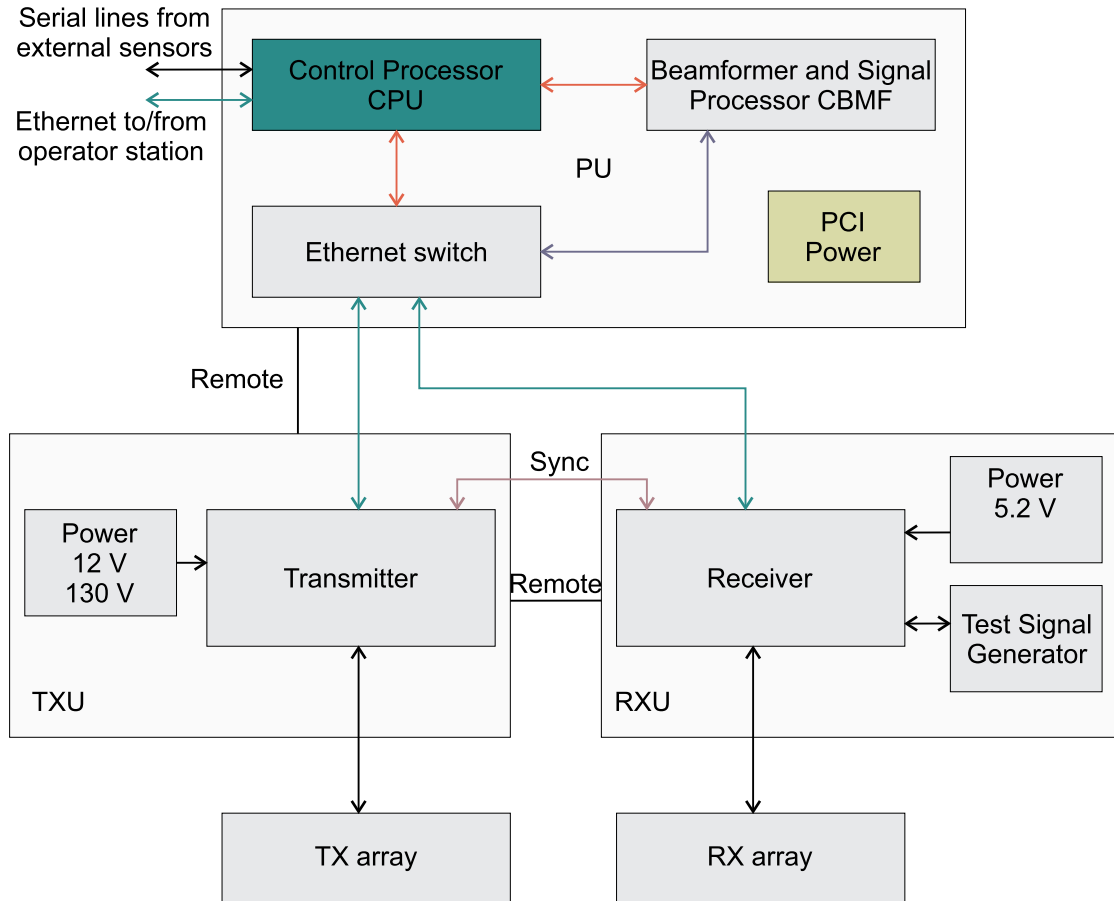 Serial lines from
external sensors
Ethernet to/from
operator station
Control Processor
CPU
Beamformer and Signal
Processor CBMF
PU
Ethernet switch
PCI
Power
Remote
Sync
Power
12 V
130 V
Transmitter
TXU
Remote
Receiver
Power
5.2 V
Test Signal
Generator
RXU
TX array
RX array